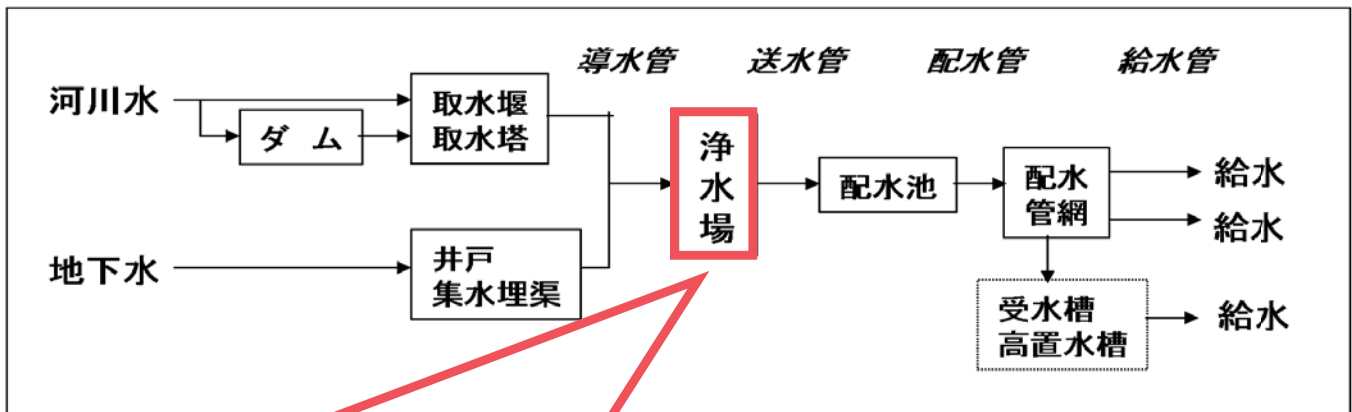 導水管
送水管
配水管
給水管
河川水
ダム
取水堰
取水塔
地下水
井戸
集水埋渠
浄水場
配水池
配水
管網
給水
給水
受水槽
高置水槽
給水